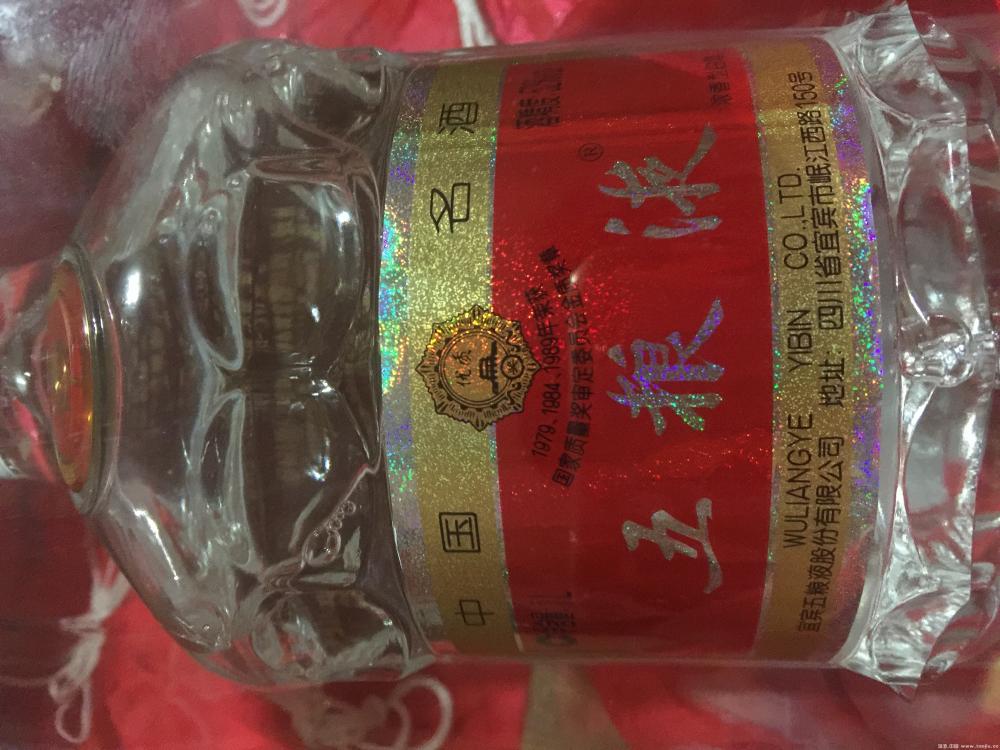 中国名酒
优质
1979、1984、1989年荣获
国家质量奖审定委员会金质奖章
五粮液®
WULIANGYE YIBIN CO.,LTD.
宜宾五粮液股份有限公司 地址 四川省宜宾市岷江西路150号